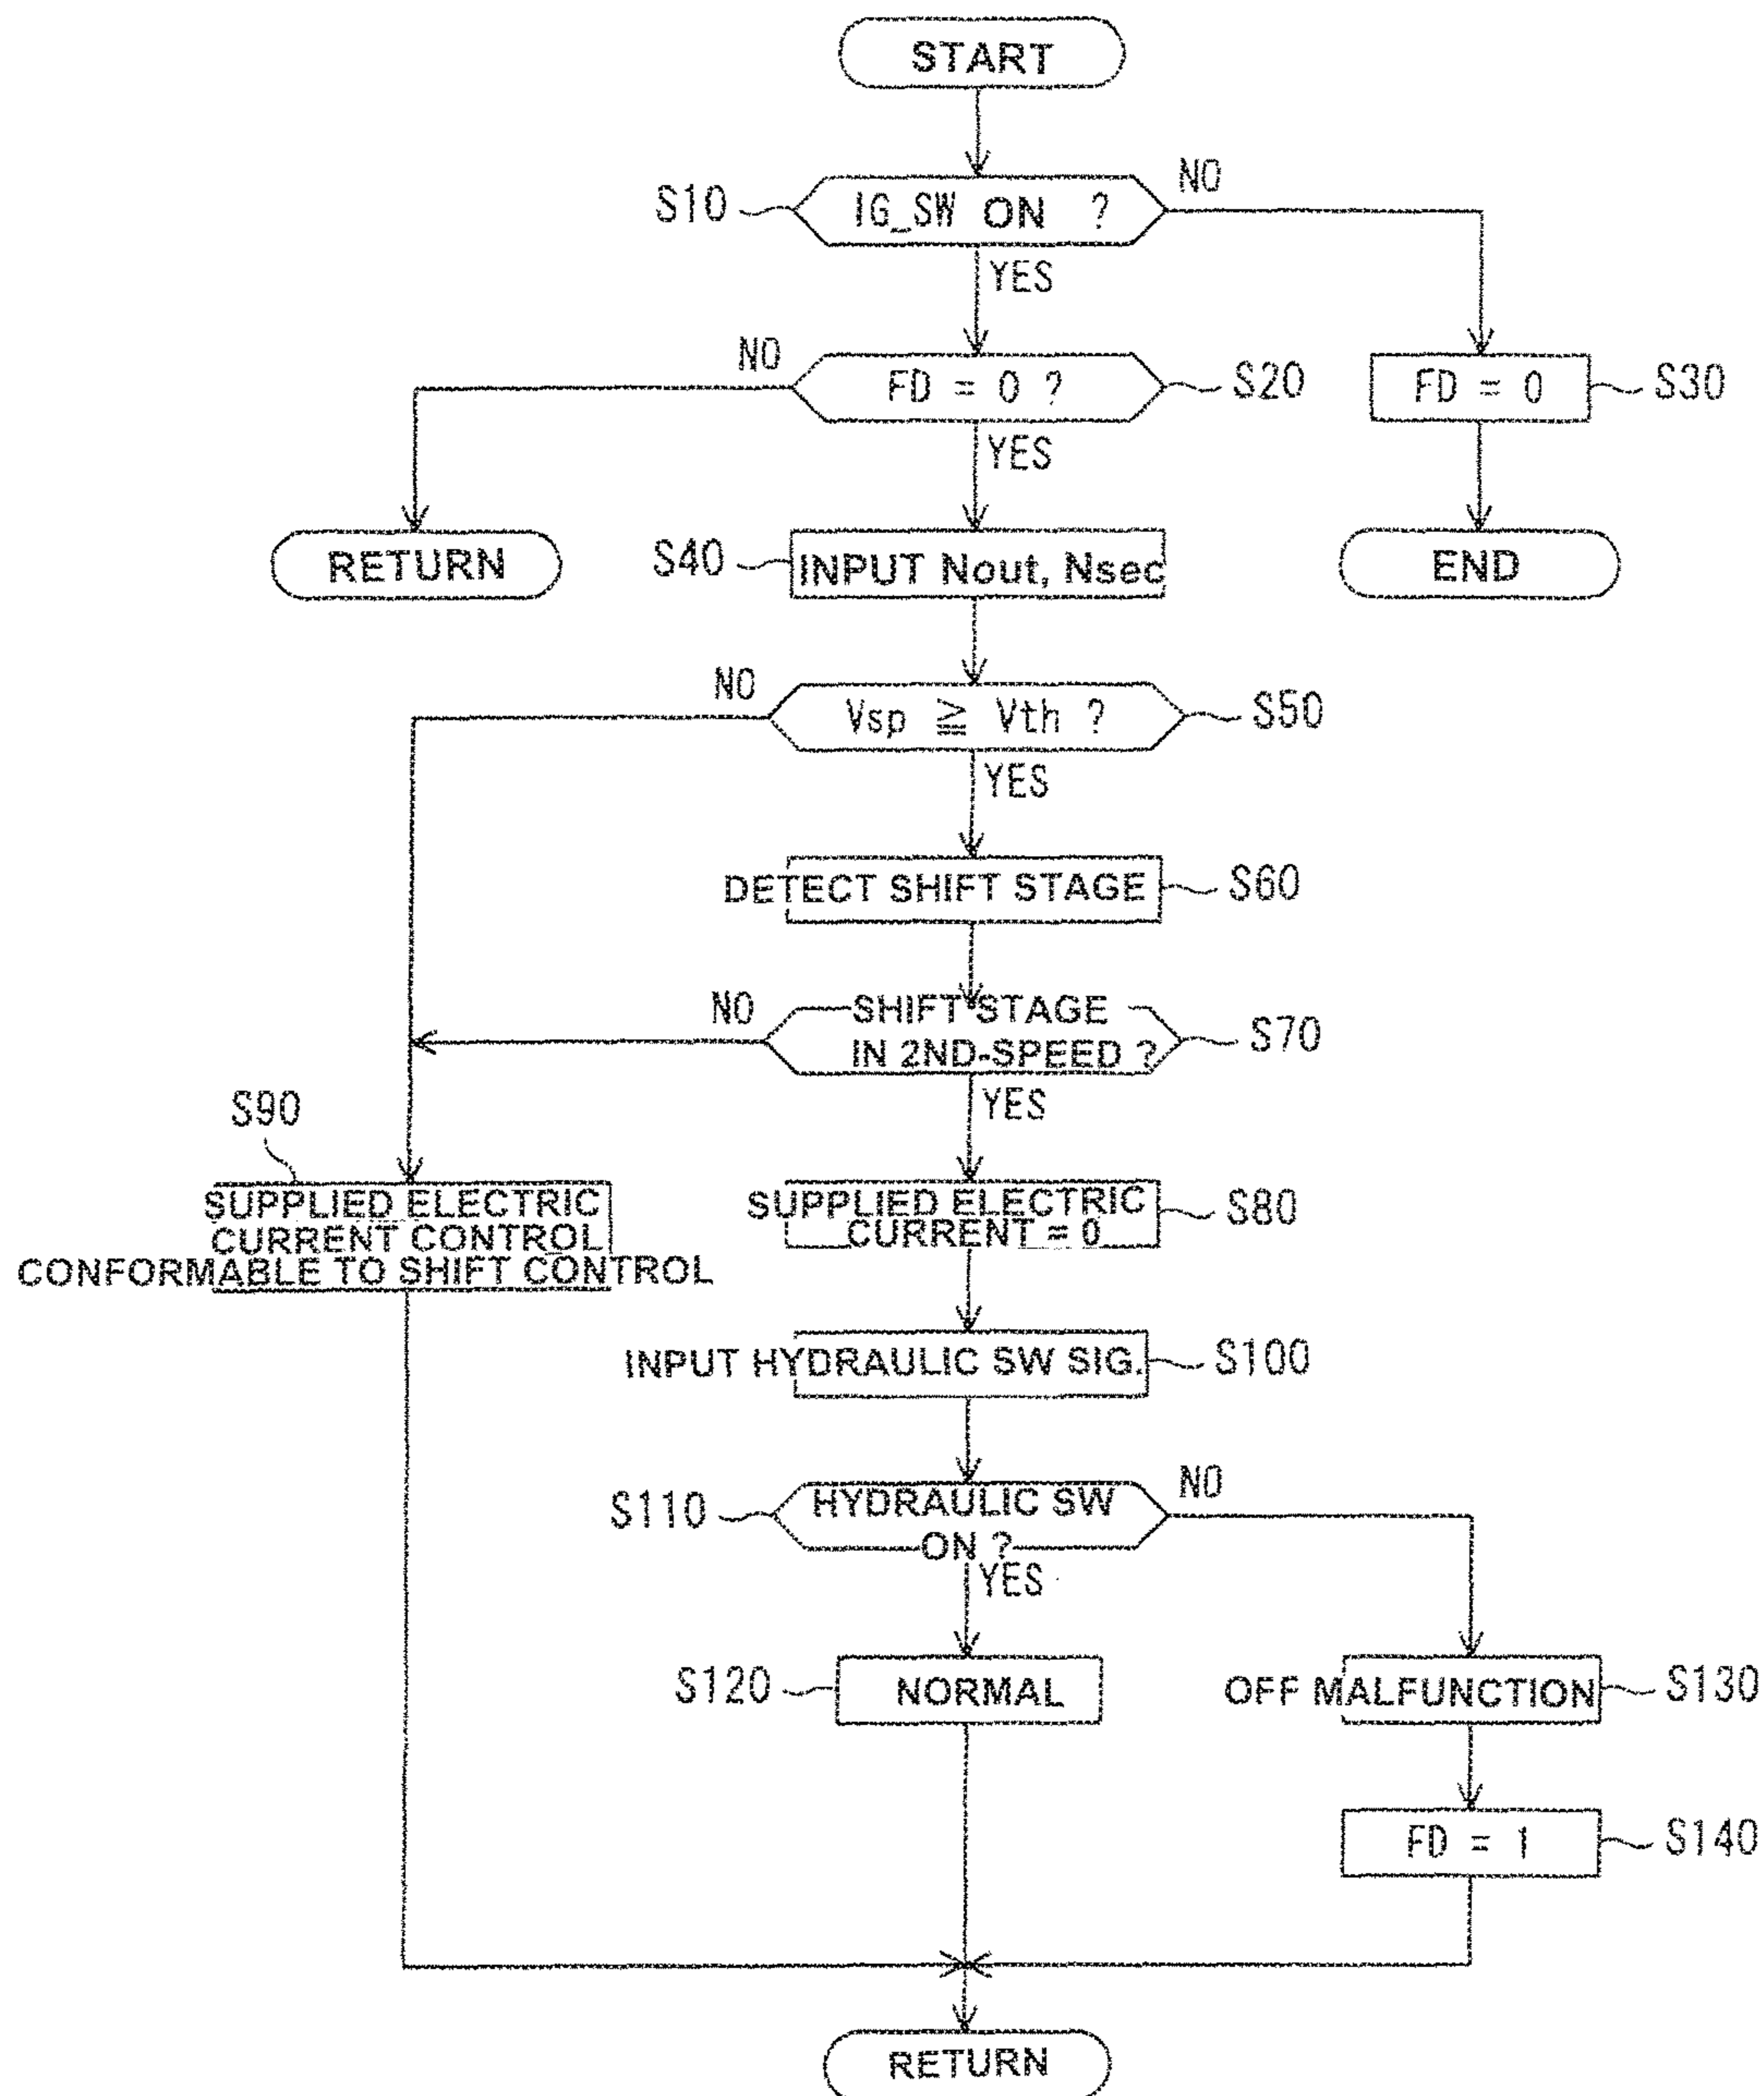 START
NO
S10
IG_SW ON ?
YES
NO
FD = 0 ?
S20
FD = 0
S30
YES
RETURN
S40
INPUT Nout, Nsec
END
NO
Vsp ≧ Vth ?
S50
YES
DETECT SHIFT STAGE
S60
NO
SHIFT STAGE
IN 2ND-SPEED ?
S70
YES
S90
SUPPLIED ELECTRIC
CURRENT CONTROL
CONFORMABLE TO SHIFT CONTROL
SUPPLIED ELECTRIC
CURRENT = 0
S80
INPUT HYDRAULIC SW SIG.
S100
NO
S110
HYDRAULIC SW
ON ?
YES
S120
NORMAL
OFF MALFUNCTION
S130
FD = 1
S140
RETURN